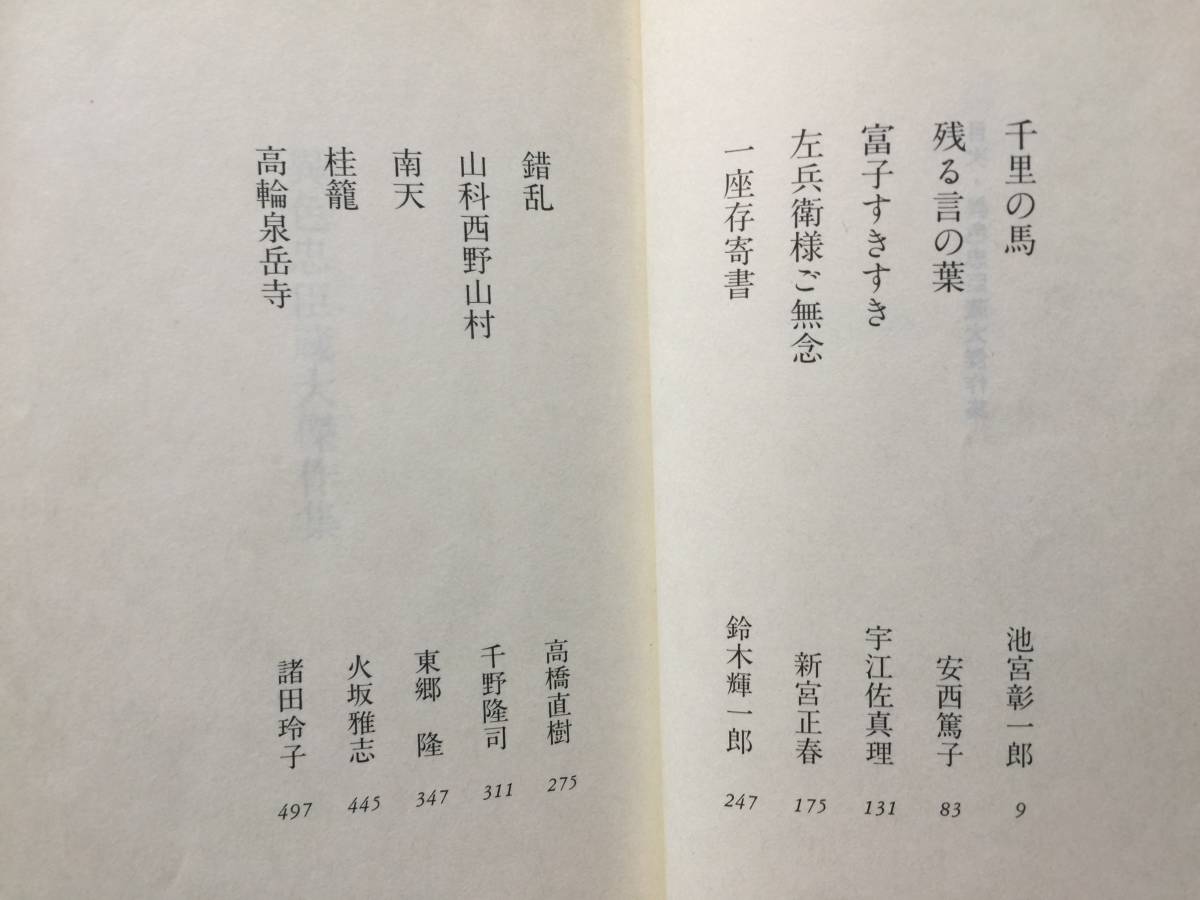 千里の馬
池宮彰一郎
9
残る言の葉
安西篤子
83
富子すきすき
宇江佐真理
131
左兵衛様ご無念
新宮正春
175
一座存寄書
鈴木輝一郎
247
錯乱
高橋直樹
275
山科西野山村
千野隆司
311
南天
東郷 隆
347
桂籠
火坂雅志
445
高輪泉岳寺
諸田玲子
497